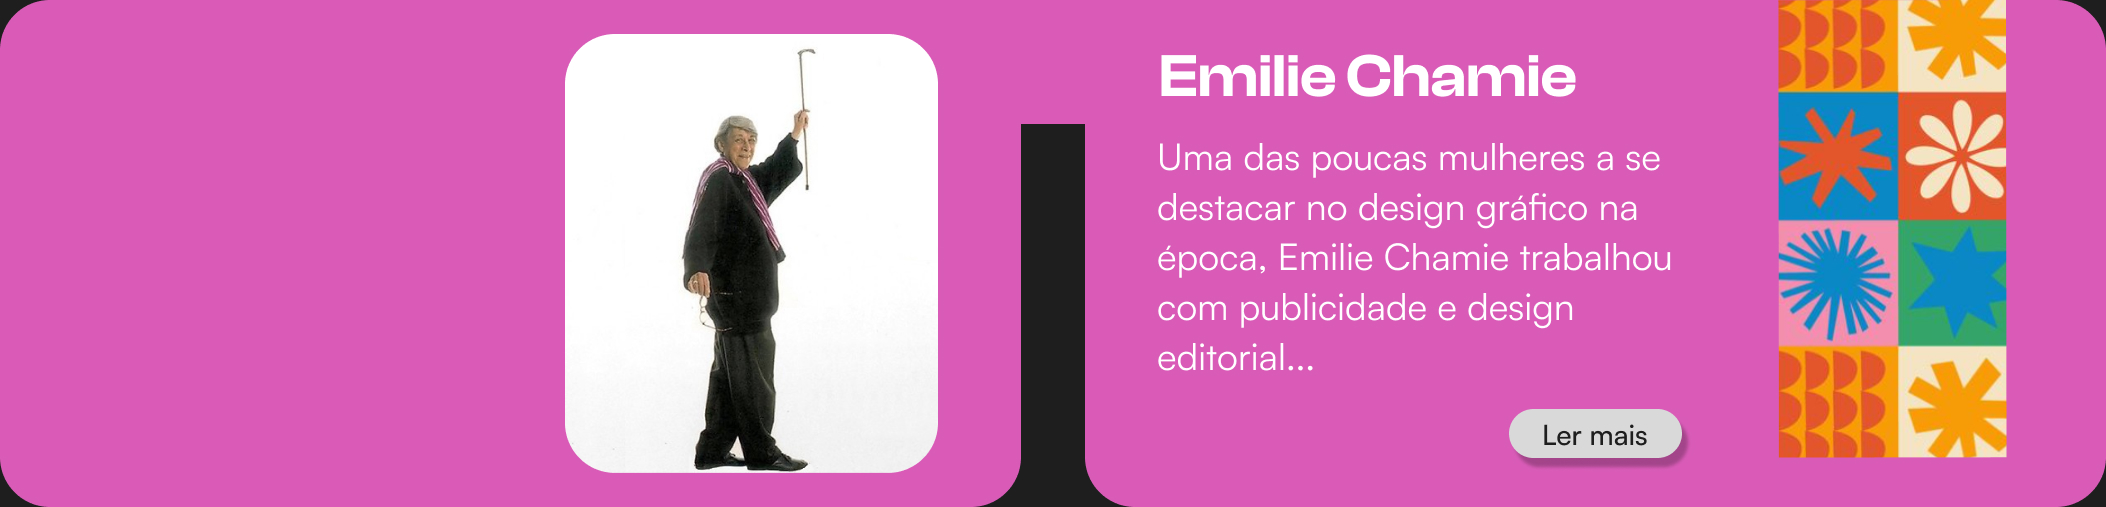 Emilie Chamie
Uma das poucas mulheres a se
destacar no design gráfico na
época, Emilie Chamie trabalhou
com publicidade e design
editorial...
Ler mais